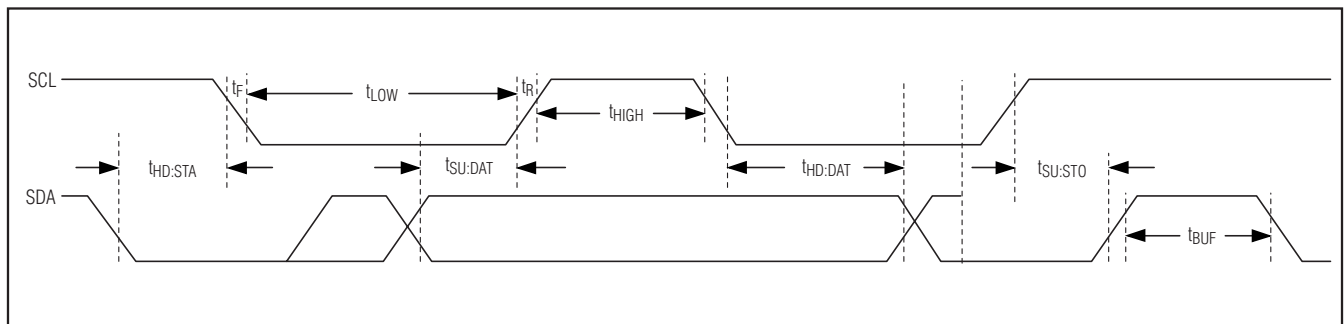 SCL
tF
tLOW
tR
tHIGH
tHD:STA
tSU:DAT
tHD:DAT
tSU:STO
SDA
tBUF